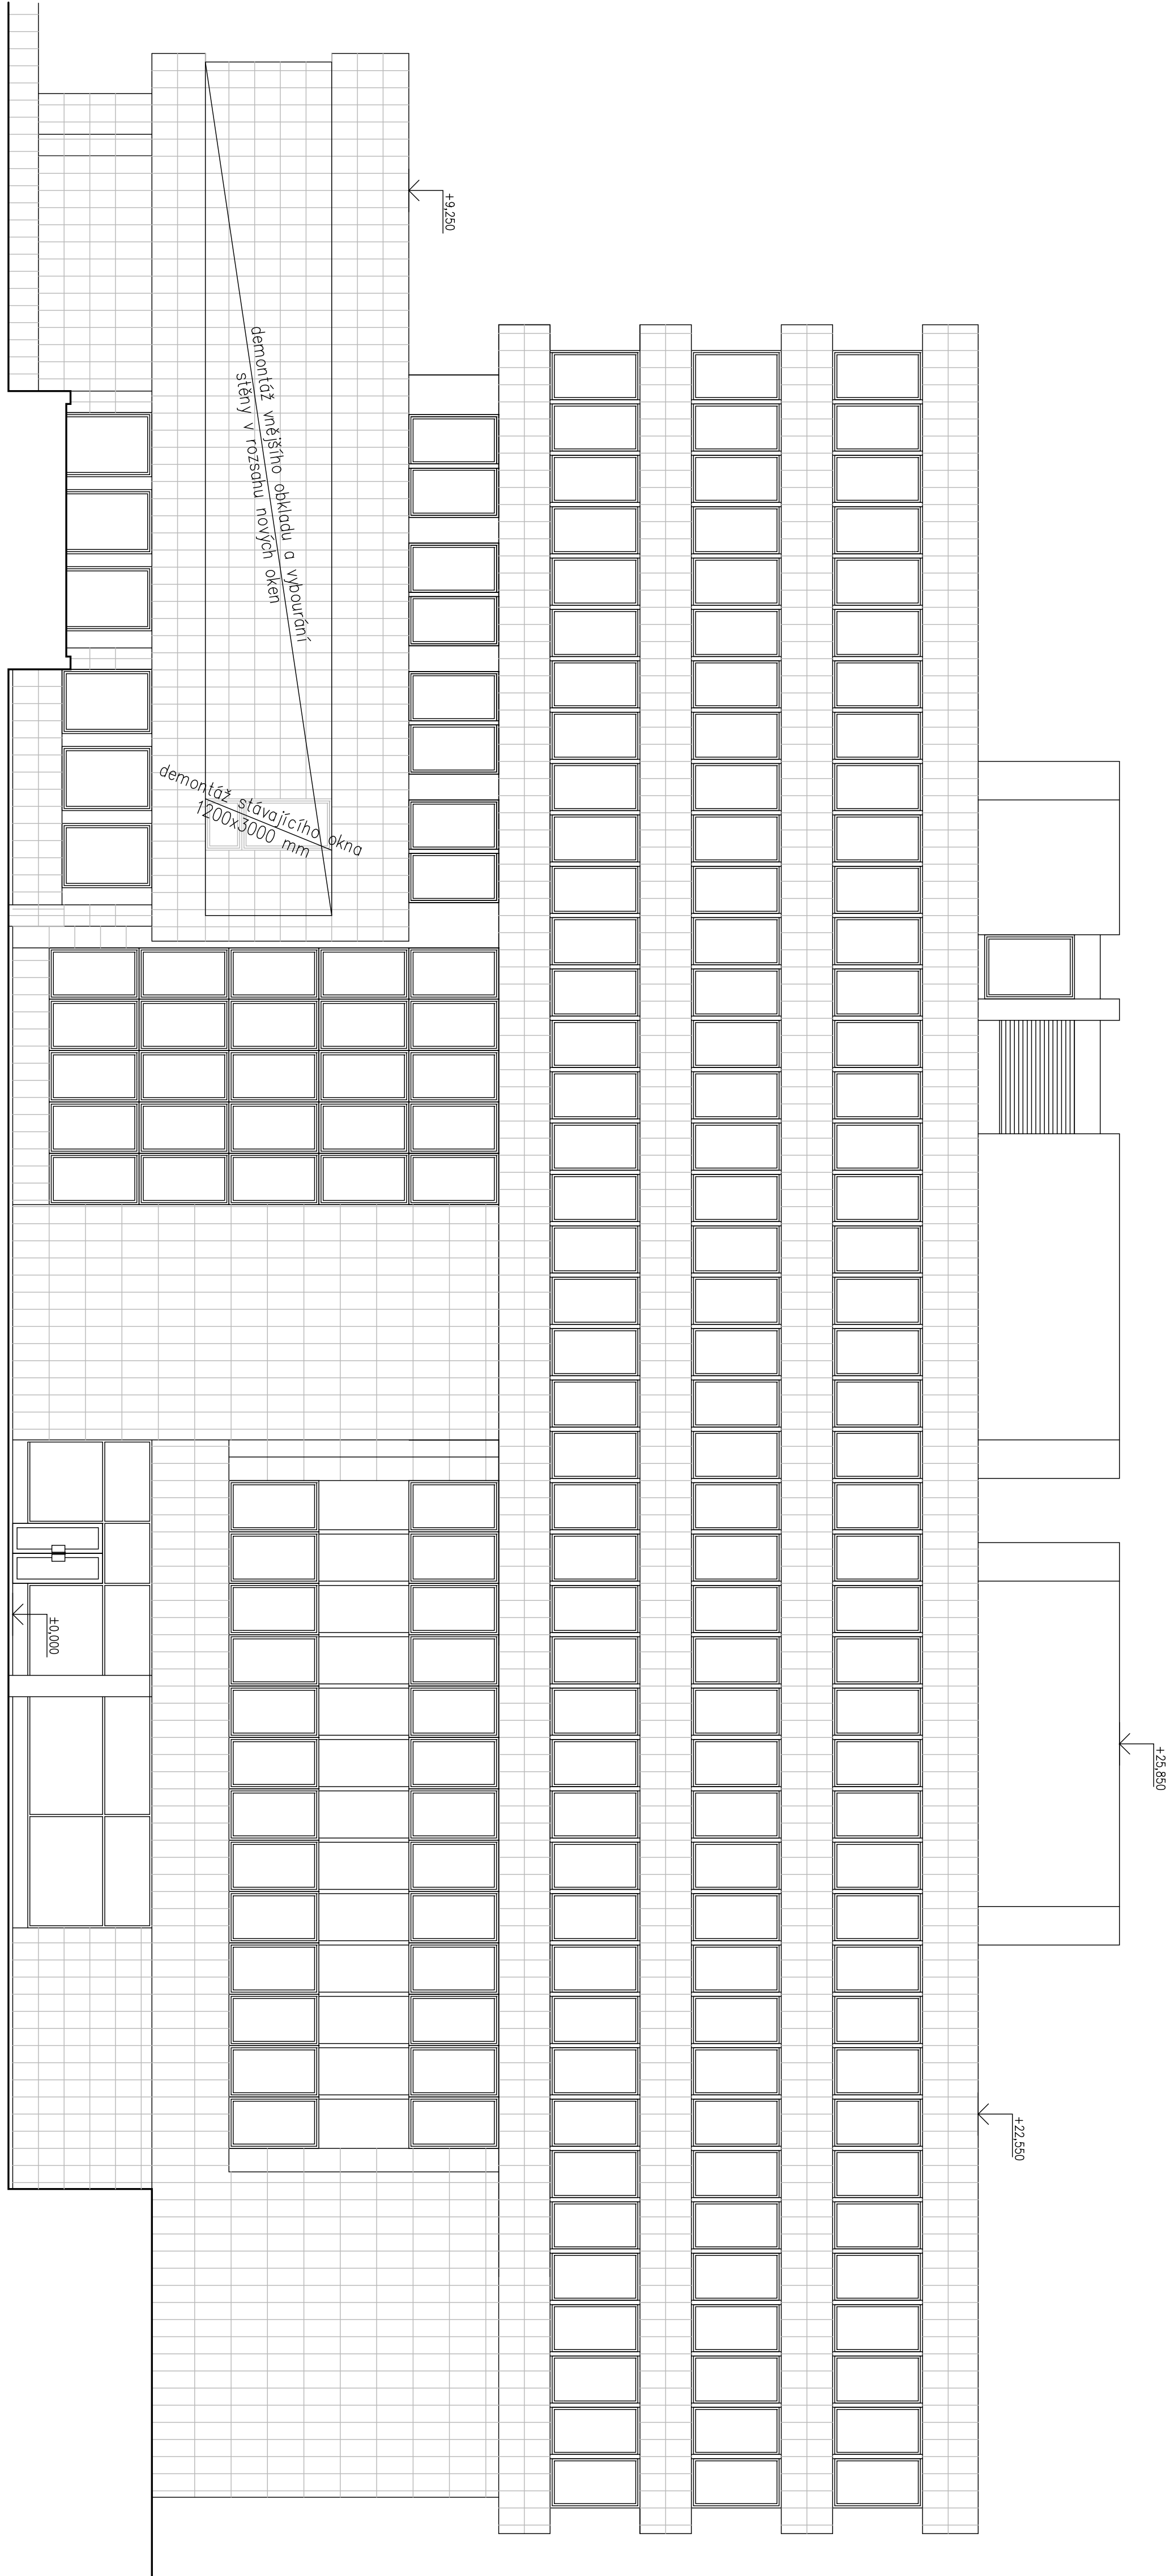 +25,850
+22,550
+9,250
demontáž vnějšího obkladu a vybourání
stěny v rozsahu nových oken
demontáž stávajícího okna
1200x3000 mm
±0,000